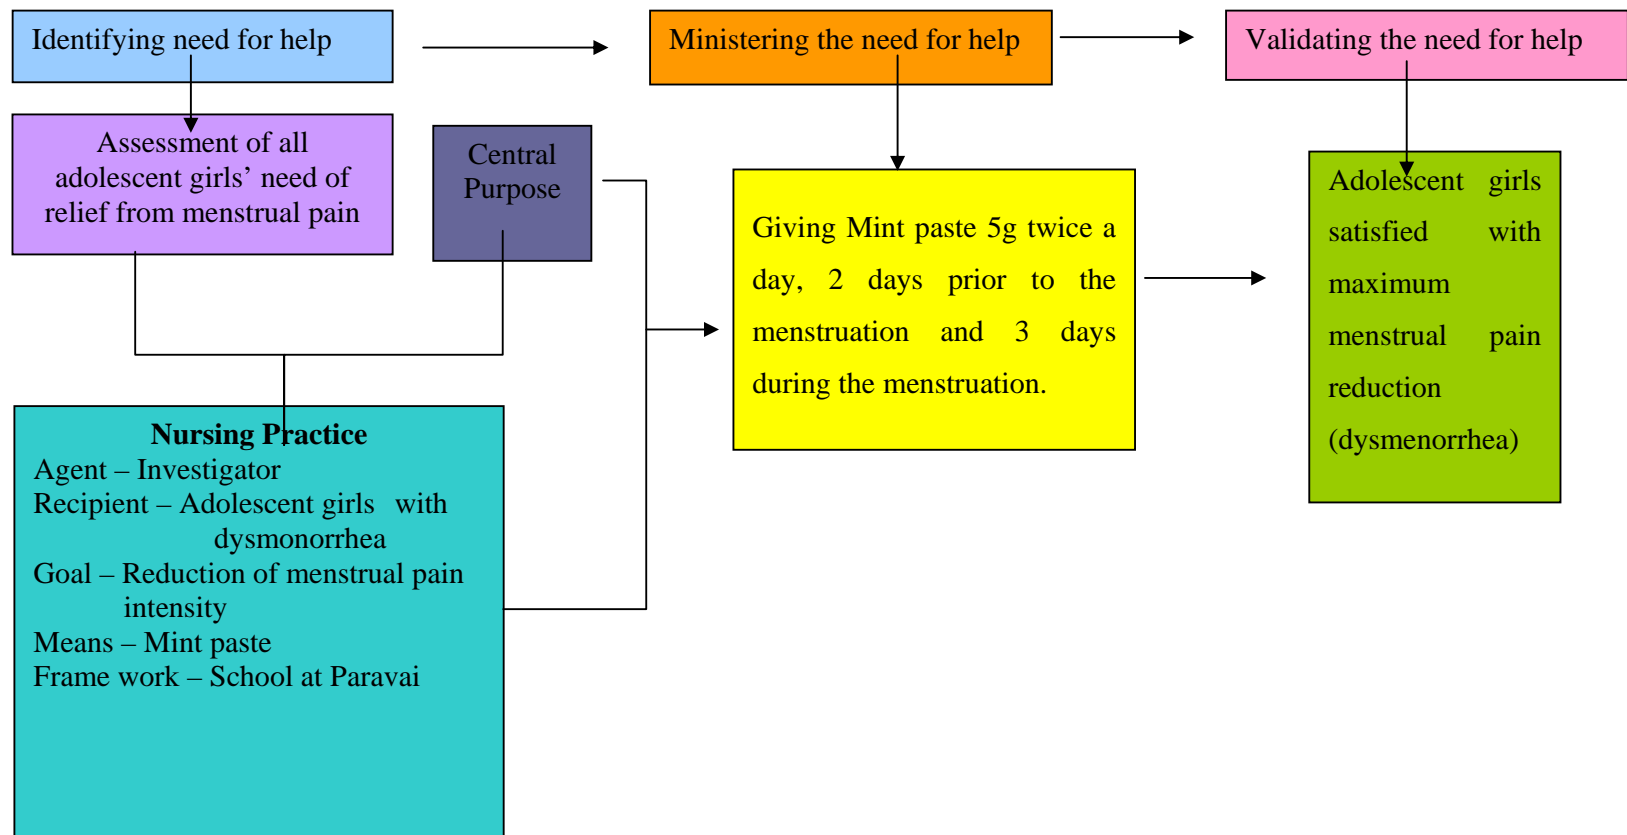 Identifying need for help
Ministering the need for help
Validating the need for help
Assessment of all
adolescent girls’ need of
relief from menstrual pain
Central
Purpose
Giving Mint paste 5g twice a
day, 2 days prior to the
menstruation and 3 days
during the menstruation.
Adolescent girls
satisfied with
maximum
menstrual pain
reduction
(dysmenorrhea)
Nursing Practice
Agent – Investigator
Recipient – Adolescent girls with
dysmonorrhea
Goal – Reduction of menstrual pain
intensity
Means – Mint paste
Frame work – School at Paravai